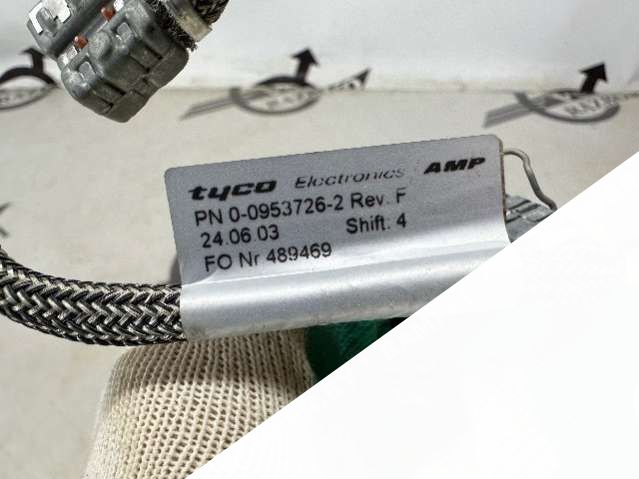 tyco Electronics AMP
PN 0-0953726-2 Rev. F
24.06.03 Shift: 4
FO Nr 489469